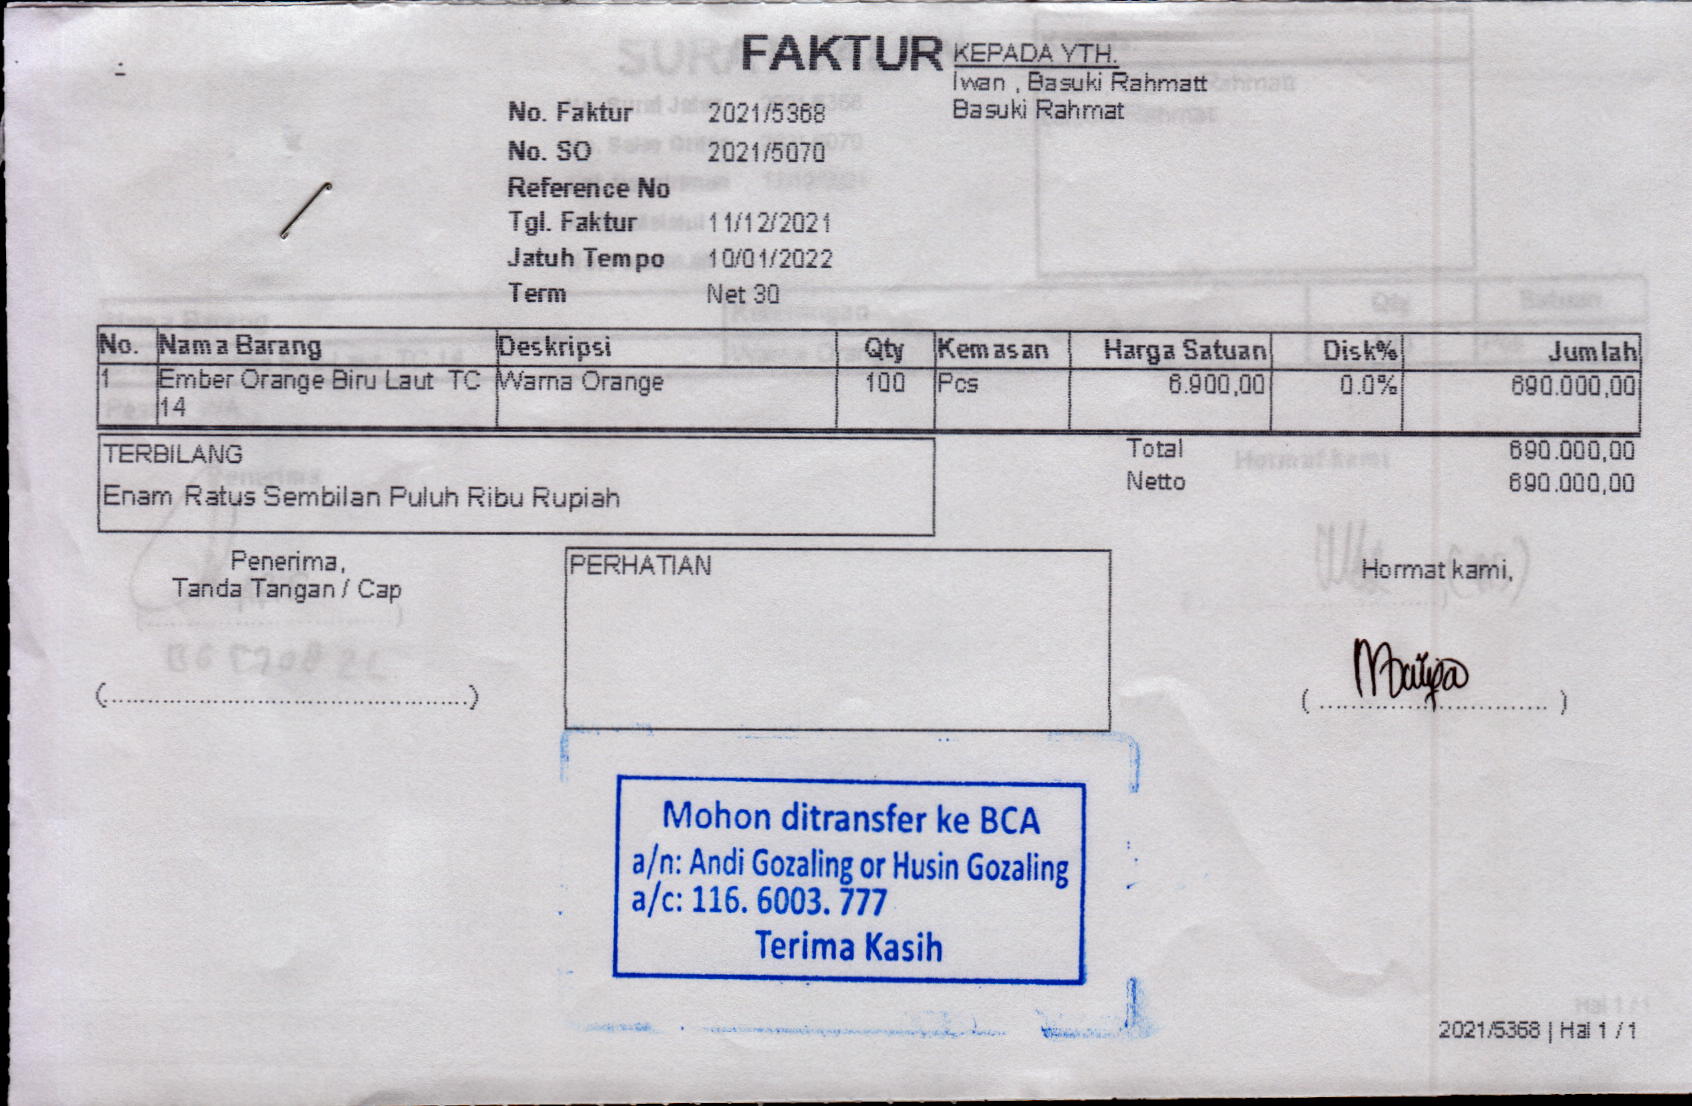 FAKTUR
KEPADA YTH.
Iwan , Basuki Rahmatt
Basuki Rahmat
No. Faktur 2021/5368
No. SO 2021/5070
Reference No
Tgl. Faktur 11/12/2021
Jatuh Tempo 10/01/2022
Term Net 30
No. Nama Barang Deskripsi Qty Kemasan Harga Satuan Disk% Jumlah
1 Ember Orange Biru Laut TC Warna Orange 100 Pcs 6.900,00 0.0% 690.000,00
14
TERBILANG
Enam Ratus Sembilan Puluh Ribu Rupiah
Total 690.000,00
Netto 690.000,00
Penerima,
Tanda Tangan / Cap
(..............................................)
PERHATIAN
Hormat kami,
( ............................. )
Mohon ditransfer ke BCA
a/n: Andi Gozaling or Husin Gozaling
a/c: 116. 6003. 777
Terima Kasih
2021/5368 | Hal 1 / 1